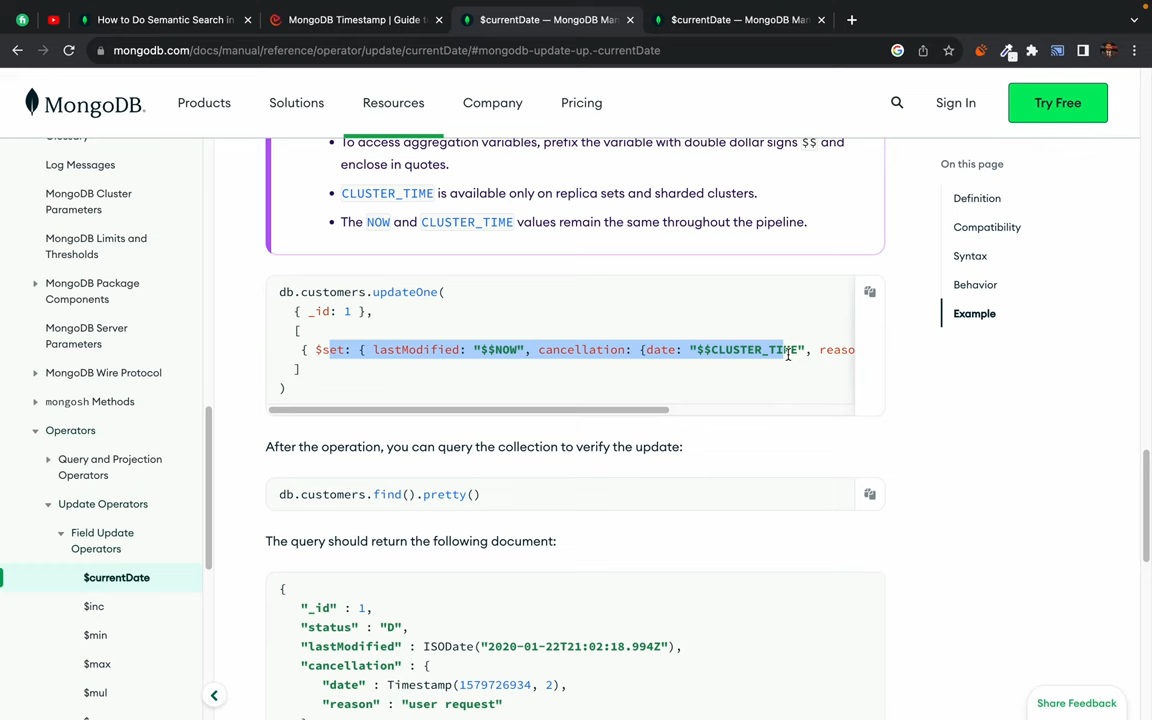 How to Do Semantic Search in
MongoDB Timestamp | Guide to
$currentDate — MongoDB Man
$currentDate — MongoDB Man
mongodb.com/docs/manual/reference/operator/update/currentDate/#mongodb-update-up.-currentDate
MongoDB.
Products
Solutions
Resources
Company
Pricing
Sign In
Try Free
Glossary
Log Messages
MongoDB Cluster
Parameters
MongoDB Limits and
Thresholds
MongoDB Package
Components
MongoDB Server
Parameters
MongoDB Wire Protocol
mongosh Methods
Operators
Query and Projection
Operators
Update Operators
Field Update
Operators
$currentDate
$inc
$min
$max
$mul
• To access aggregation variables, prefix the variable with double dollar signs $$ and
enclose in quotes.
• CLUSTER_TIME is available only on replica sets and sharded clusters.
• The NOW and CLUSTER_TIME values remain the same throughout the pipeline.
db.customers.updateOne(
{ _id: 1 },
[
{ $set: { lastModified: "$$NOW", cancellation: {date: "$$CLUSTER_TIME", reaso
]
)
After the operation, you can query the collection to verify the update:
db.customers.find().pretty()
The query should return the following document:
{
"_id" : 1,
"status" : "D",
"lastModified" : ISODate("2020-01-22T21:02:18.994Z"),
"cancellation" : {
"date" : Timestamp(1579726934, 2),
"reason" : "user request"
On this page
Definition
Compatibility
Syntax
Behavior
Example
Share Feedback